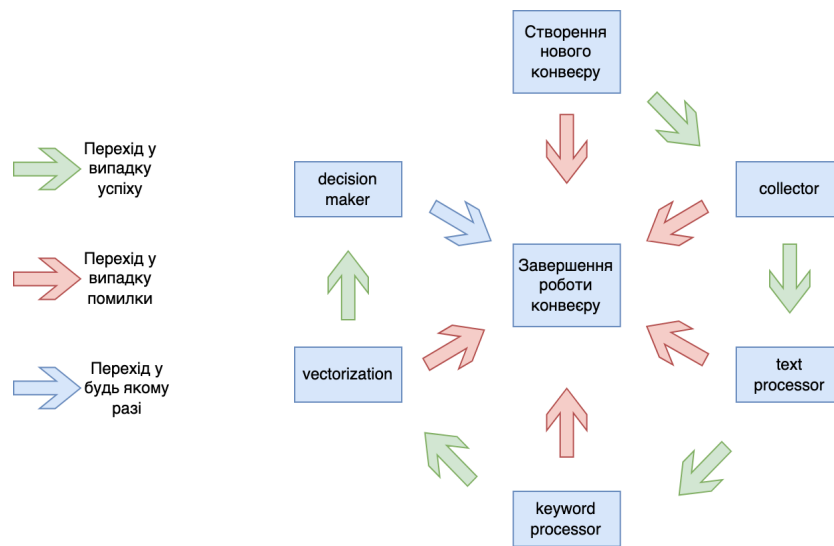 Створення
нового
конвеєру
Перехід у
випадку
успіху
decision
maker
collector
Перехід у
випадку
помилки
Завершення
роботи
конвеєру
Перехід у
будь якому
разі
vectorization
text
processor
keyword
processor